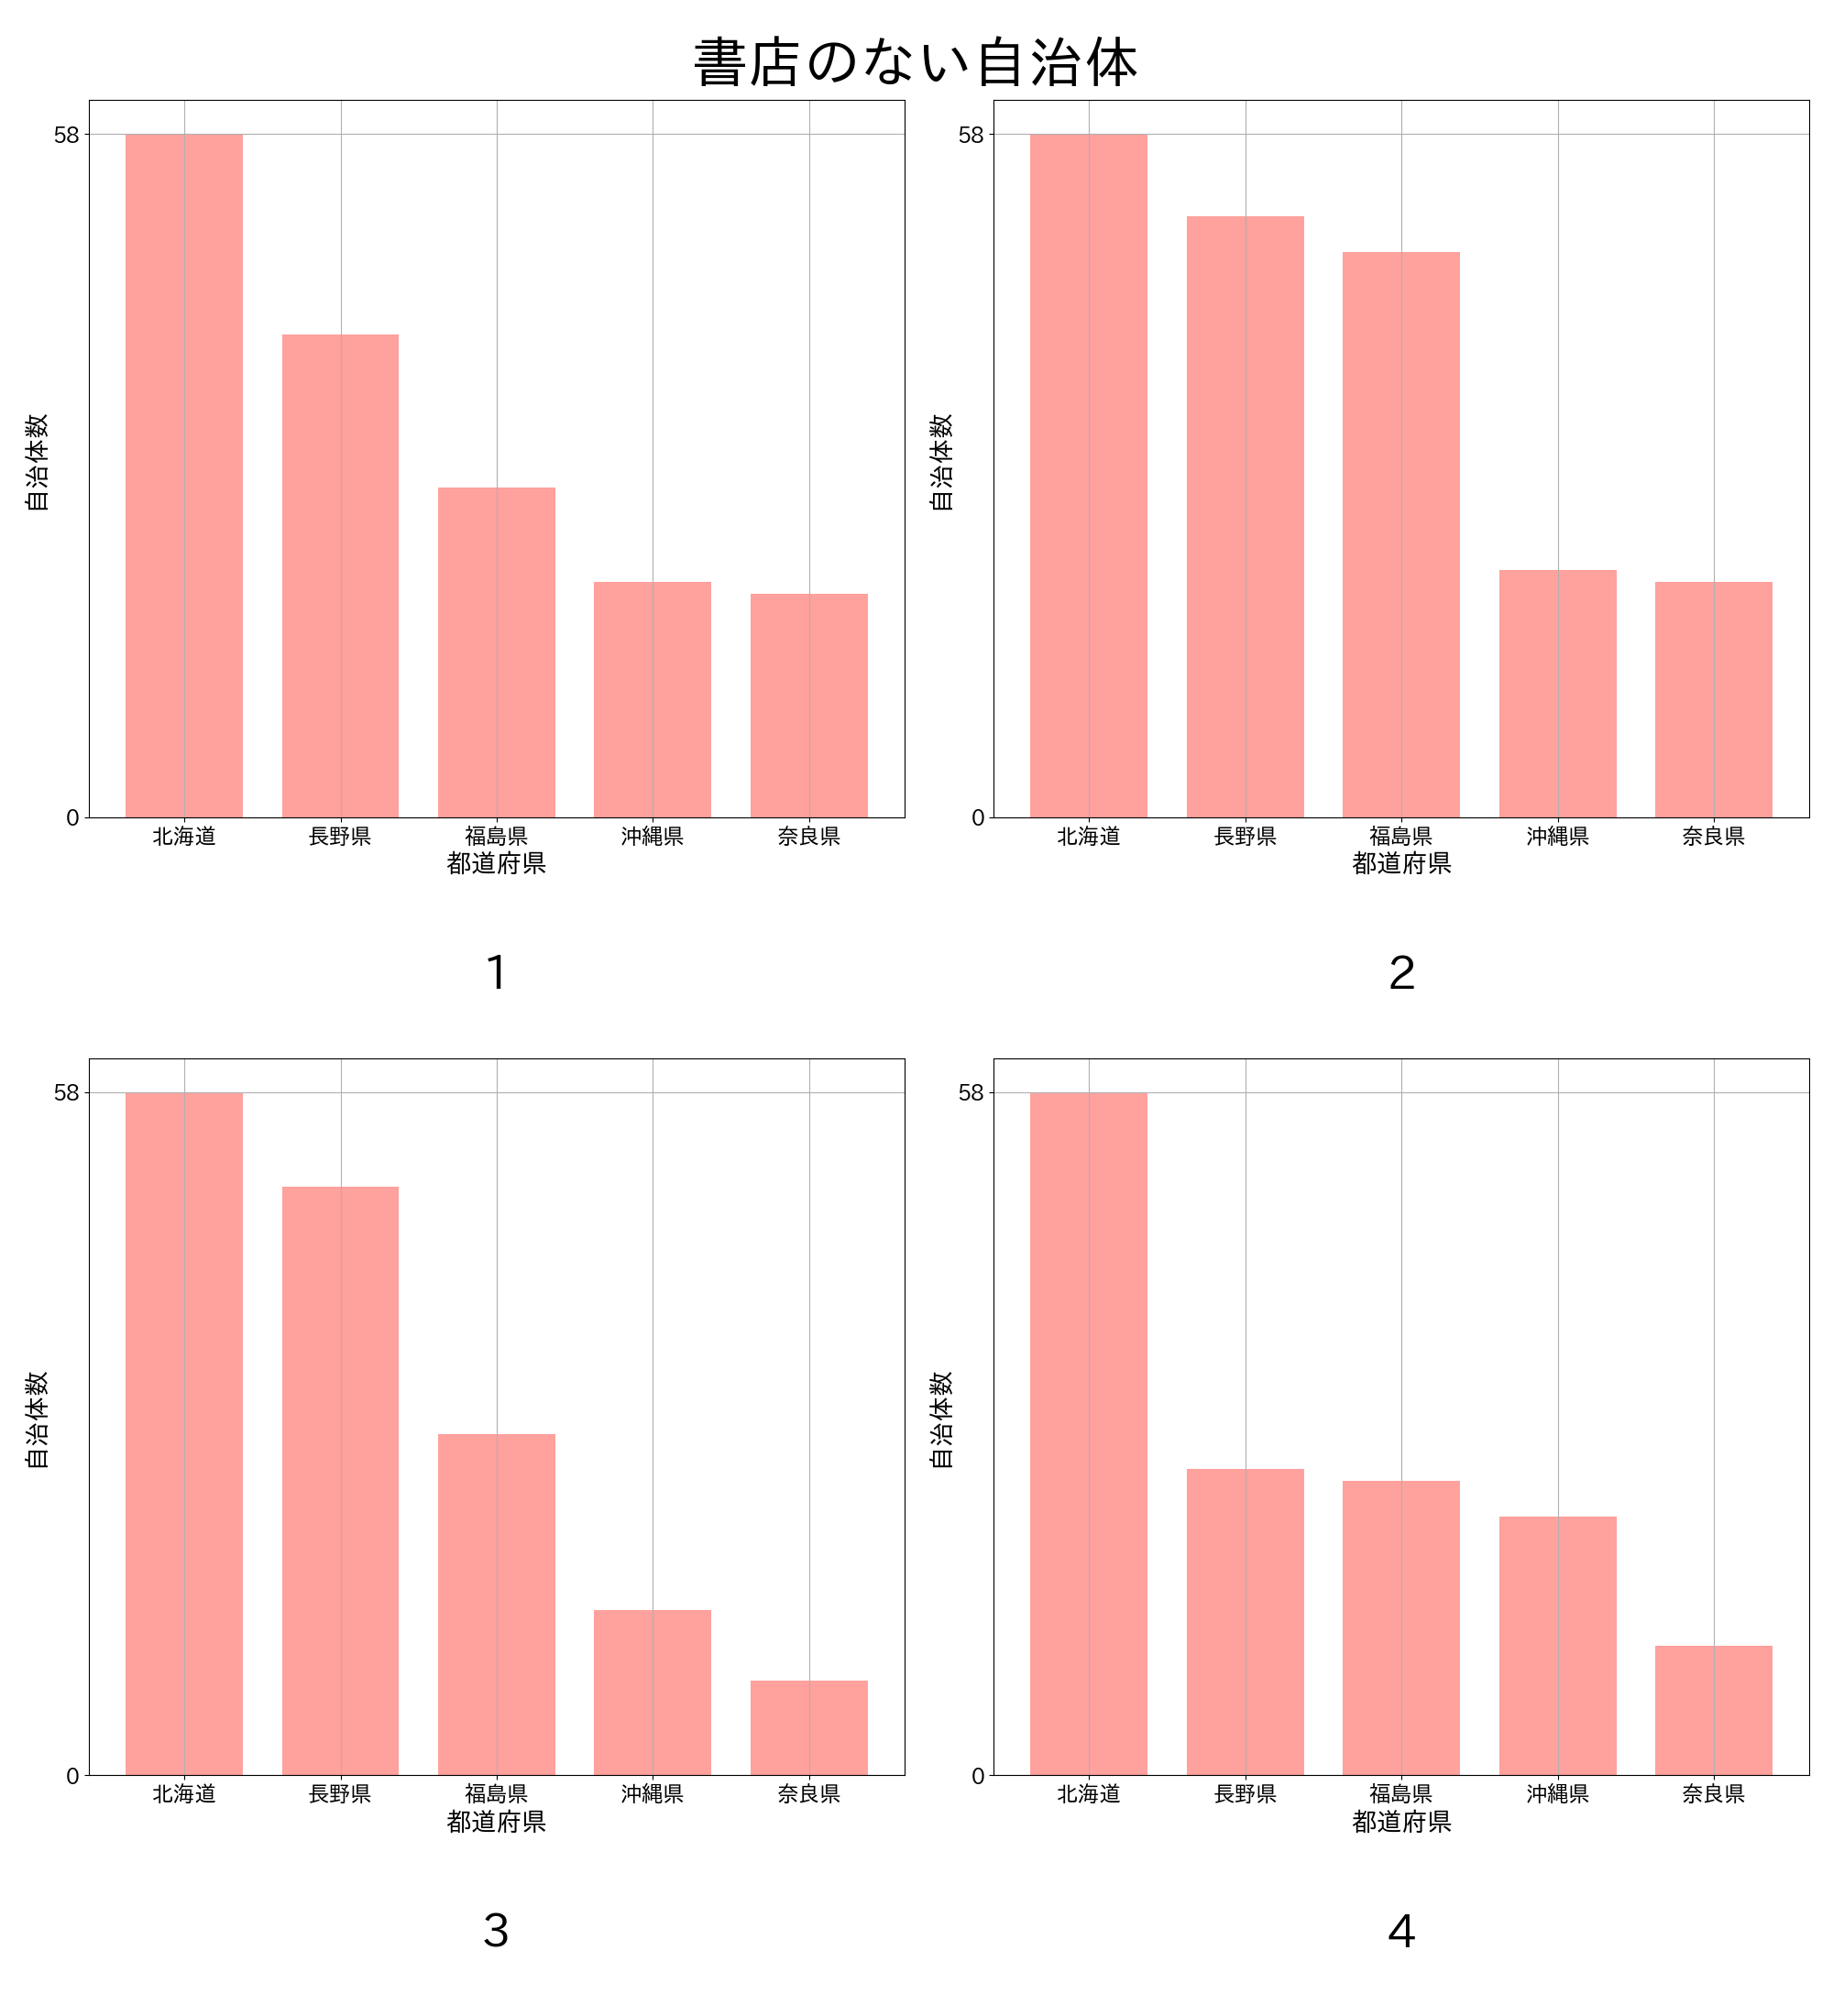 書店のない自治体
58
0
自治体数
北海道 長野県 福島県 沖縄県 奈良県
都道府県
1
58
0
自治体数
北海道 長野県 福島県 沖縄県 奈良県
都道府県
2
58
0
自治体数
北海道 長野県 福島県 沖縄県 奈良県
都道府県
3
58
0
自治体数
北海道 長野県 福島県 沖縄県 奈良県
都道府県
4